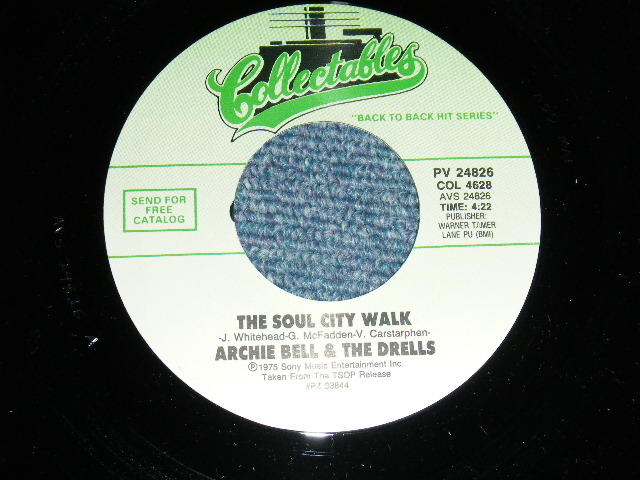 Collectables
"BACK TO BACK HIT SERIES"
PV 24826
COL 4628
AVS 24826
TIME: 4:22
PUBLISHER:
WARNER TAMER
LANE PU (BMI)
SEND FOR
FREE
CATALOG
THE SOUL CITY WALK
-J. Whitehead-G. McFadden-V. Carstarphen-
ARCHIE BELL & THE DRELLS
Ⓟ1975 Sony Music Entertainment Inc.
Taken From The TSOP Release
#PZ 33844